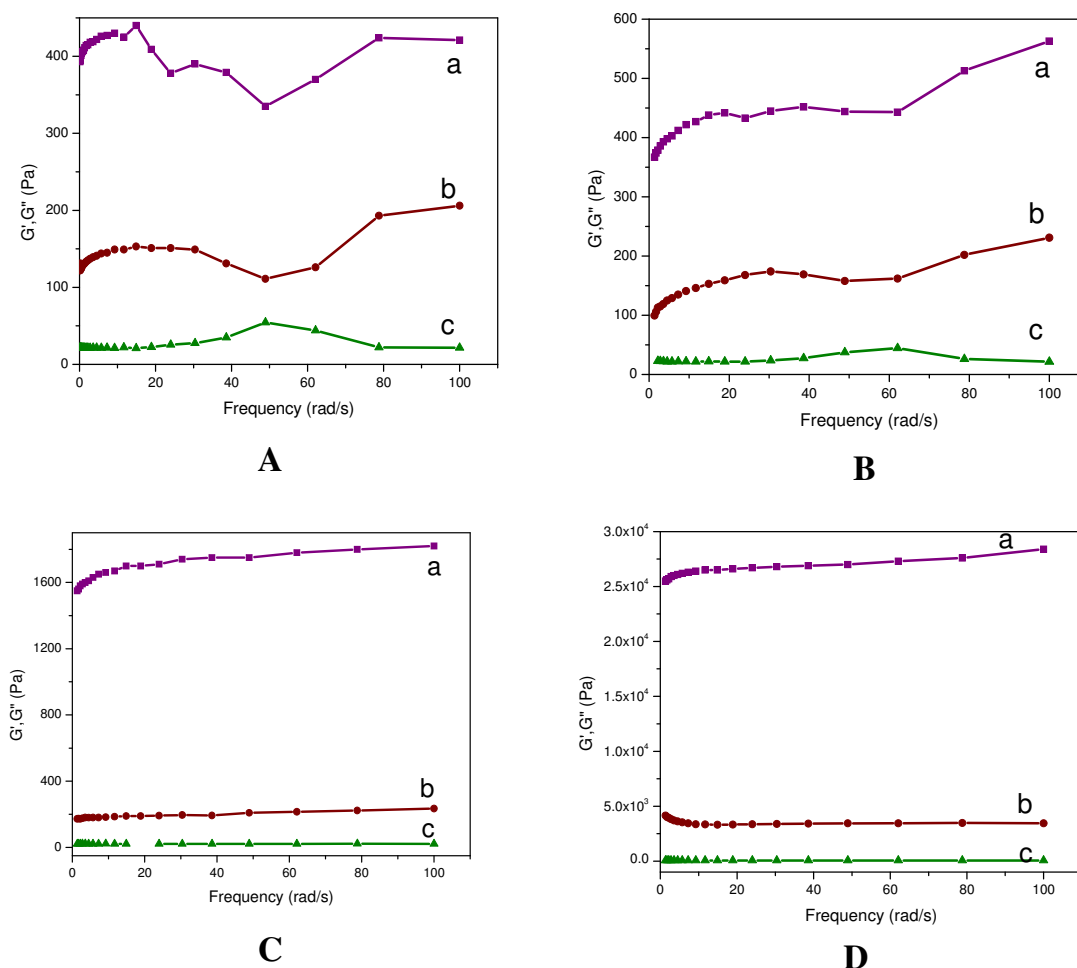 400
300
200
100
0
G',G" (Pa)
a
b
c
0 20 40 60 80 100
Frequency (rad/s)
A
600
500
400
300
200
100
0
G',G" (Pa)
a
b
c
0 20 40 60 80 100
Frequency (rad/s)
B
1600
1200
800
400
0
G',G" (Pa)
a
b
c
0 20 40 60 80 100
Frequency (rad/s)
C
3.0x10⁴
2.5x10⁴
2.0x10⁴
1.5x10⁴
1.0x10⁴
5.0x10³
0.0
G',G" (Pa)
a
b
c
0 20 40 60 80 100
Frequency (rad/s)
D